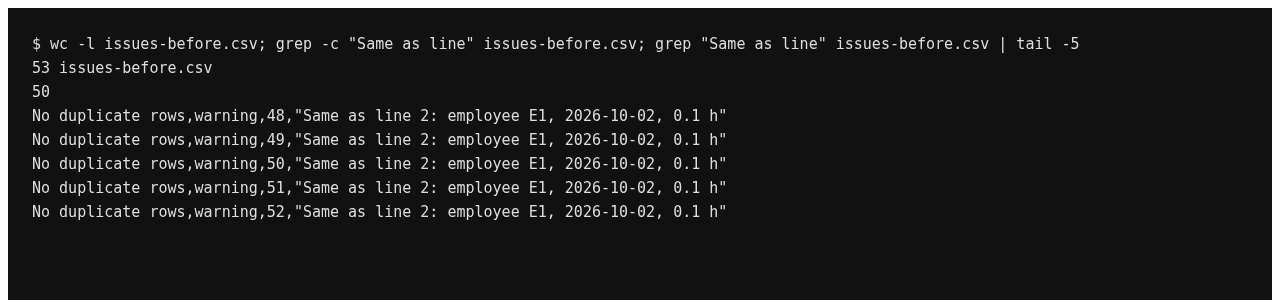 $ wc -l issues-before.csv; grep -c "Same as line" issues-before.csv; grep "Same as line" issues-before.csv | tail -5
53 issues-before.csv
50
No duplicate rows,warning,48,"Same as line 2: employee E1, 2026-10-02, 0.1 h"
No duplicate rows,warning,49,"Same as line 2: employee E1, 2026-10-02, 0.1 h"
No duplicate rows,warning,50,"Same as line 2: employee E1, 2026-10-02, 0.1 h"
No duplicate rows,warning,51,"Same as line 2: employee E1, 2026-10-02, 0.1 h"
No duplicate rows,warning,52,"Same as line 2: employee E1, 2026-10-02, 0.1 h"